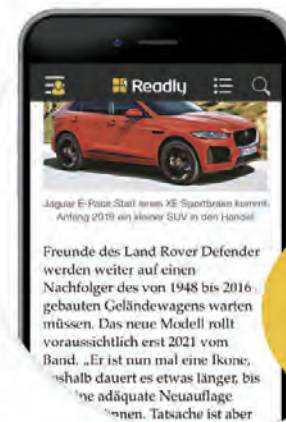 Readly
Jaguar E-Pace Statt eines XE Sportbrake kommt
Anfang 2019 ein kleiner SUV in den Handel
Freunde des Land Rover Defender
werden weiter auf einen
Nachfolger des von 1948 bis 2016
gebauten Geländewagens warten
müssen. Das neue Modell rollt
voraussichtlich erst 2021 vom
Band. „Er ist nun mal eine Ikone,
dauert es etwas länger, bis
adäquate Neuauflage
Tatsache ist aber